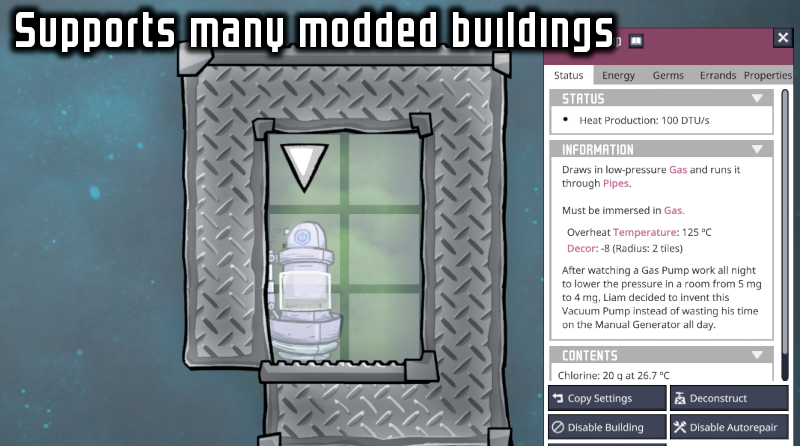 Supports many modded buildings
Status Energy Germs Errands Properties
STATUS
• Heat Production: 100 DTU/s
INFORMATION
Draws in low-pressure Gas and runs it
through Pipes.
Must be immersed in Gas.
Overheat Temperature: 125 °C
Decor: -8 (Radius: 2 tiles)
After watching a Gas Pump work all night
to lower the pressure in a room from 5 mg
to 4 mg, Liam decided to invent this
Vacuum Pump instead of wasting his time
on the Manual Generator all day.
CONTENTS
Chlorine: 20 g at 26.7 °C
Copy Settings Deconstruct
Disable Building Disable Autorepair